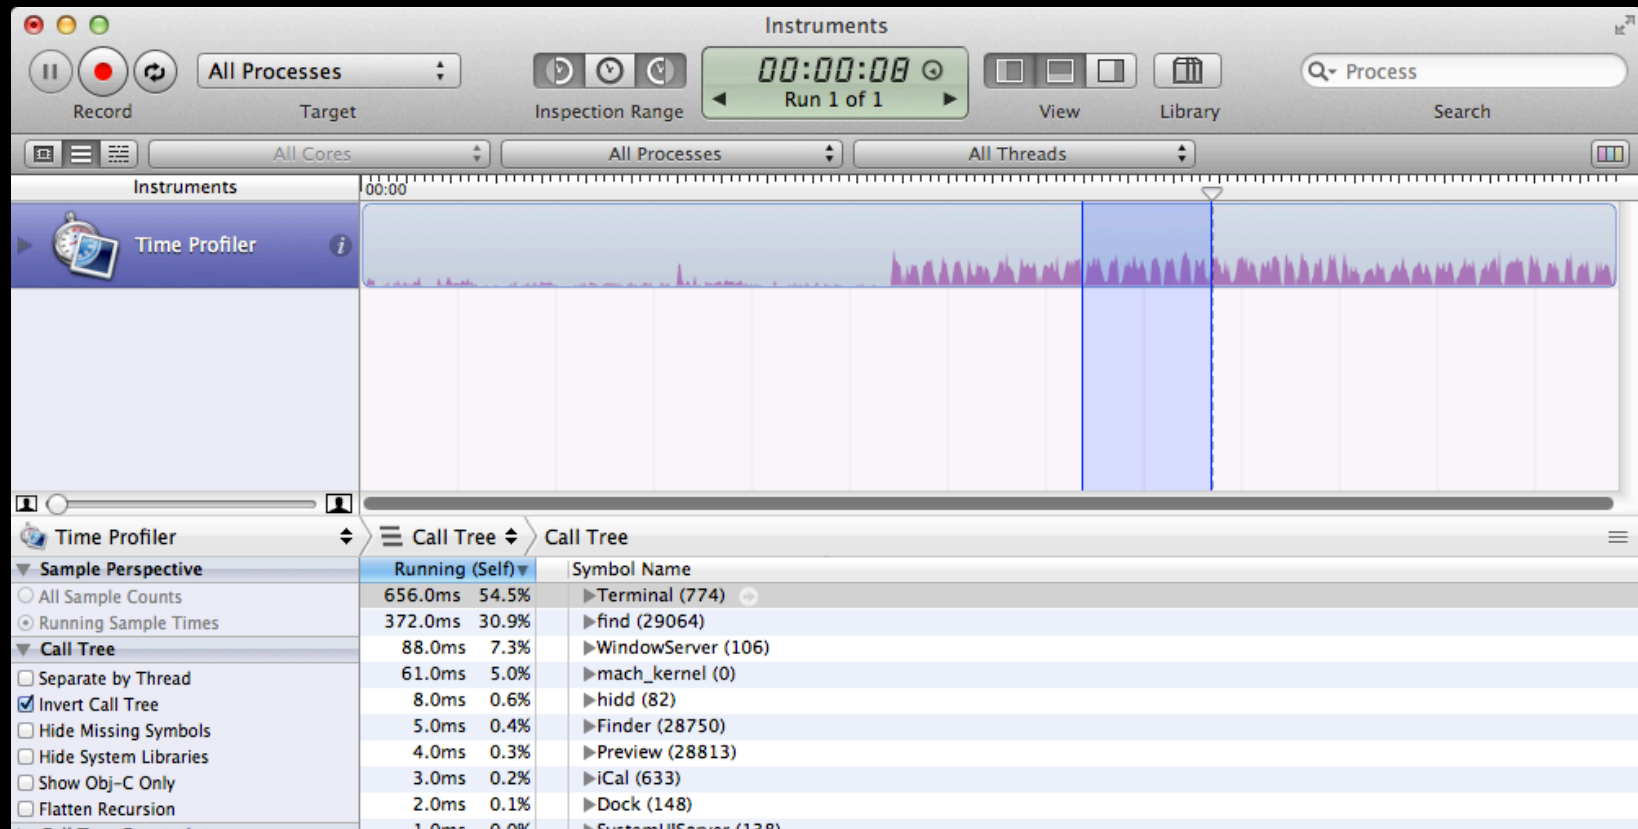 Instruments
All Processes
00:00:08
Run 1 of 1
Process
Record
Target
Inspection Range
View
Library
Search
All Cores
All Processes
All Threads
Instruments
00:00
Time Profiler
Time Profiler
Call Tree
Call Tree
Sample Perspective
All Sample Counts
Running Sample Times
Call Tree
Separate by Thread
Invert Call Tree
Hide Missing Symbols
Hide System Libraries
Show Obj-C Only
Flatten Recursion
Running (Self) Symbol Name
656.0ms 54.5% Terminal (774)
372.0ms 30.9% find (29064)
88.0ms 7.3% WindowServer (106)
61.0ms 5.0% mach_kernel (0)
8.0ms 0.6% hidd (82)
5.0ms 0.4% Finder (28750)
4.0ms 0.3% Preview (28813)
3.0ms 0.2% iCal (633)
2.0ms 0.1% Dock (148)
1.0ms 0.0% SystemUIServer (138)